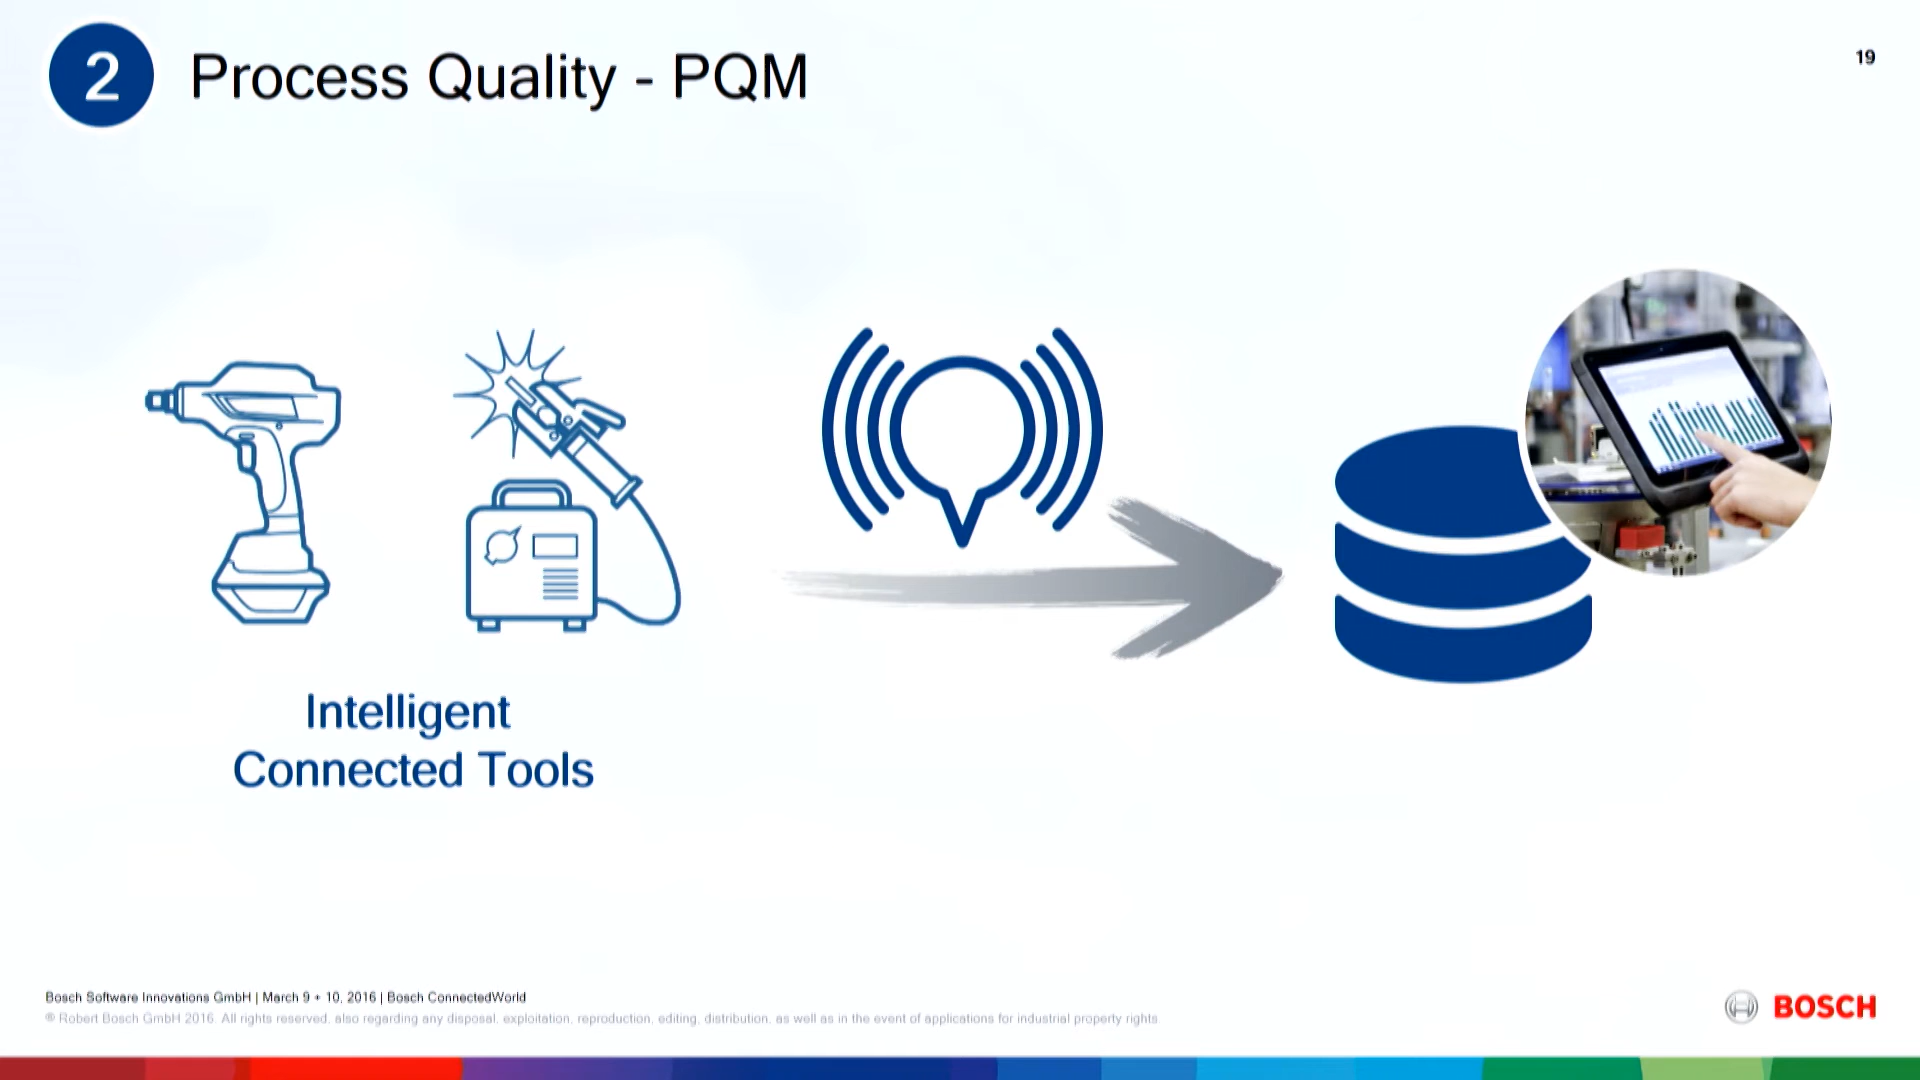 2
Process Quality - PQM
19
Intelligent
Connected Tools
Bosch Software Innovations GmbH | March 9 + 10, 2016 | Bosch ConnectedWorld
® Robert Bosch GmbH 2016. All rights reserved, also regarding any disposal, exploitation, reproduction, editing, distribution, as well as in the event of applications for industrial property rights.
BOSCH